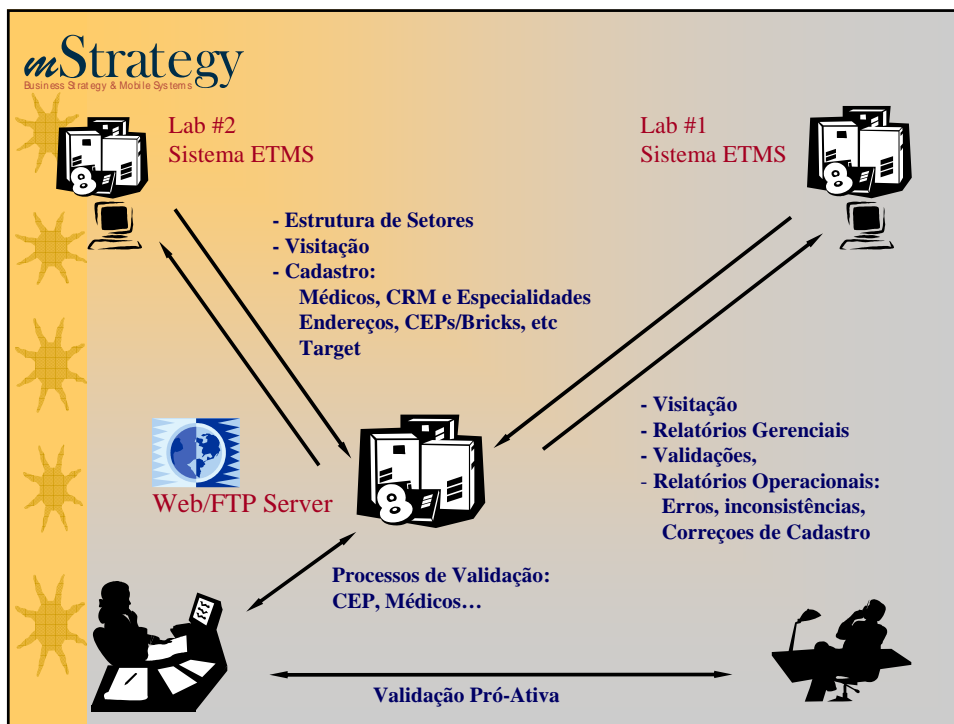 mStrategy
Business Strategy & Mobile Systems
Lab #2
Sistema ETMS
Lab #1
Sistema ETMS
- Estrutura de Setores
- Visitação
- Cadastro:
Médicos, CRM e Especialidades
Endereços, CEPs/Bricks, etc
Target
- Visitação
- Relatórios Gerenciais
- Validações,
- Relatórios Operacionais:
Erros, inconsistências,
Correçoes de Cadastro
Web/FTP Server
Processos de Validação:
CEP, Médicos…
Validação Pró-Ativa